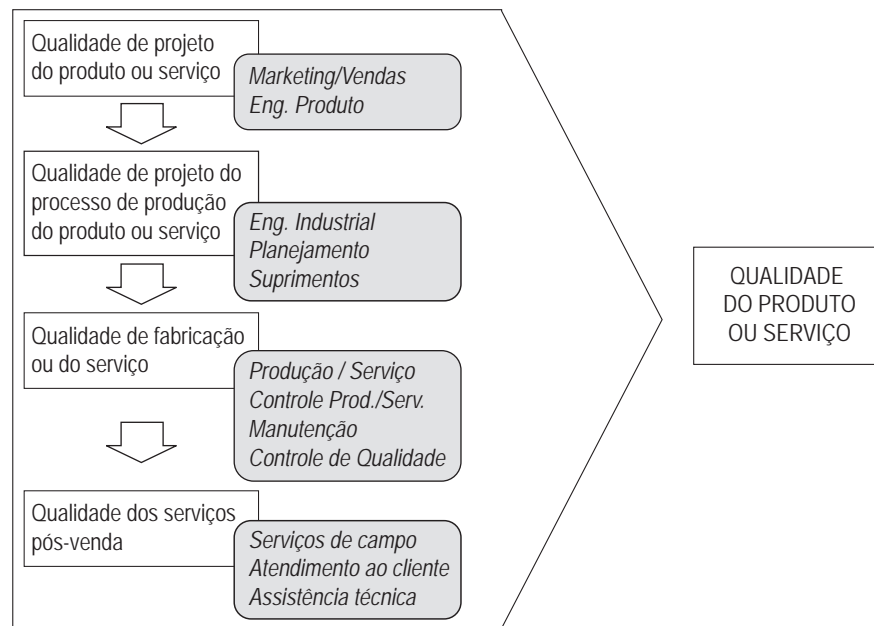 Qualidade de projeto
do produto ou serviço
Marketing/Vendas
Eng. Produto
Qualidade de projeto do
processo de produção
do produto ou serviço
Eng. Industrial
Planejamento
Suprimentos
Qualidade de fabricação
ou do serviço
Produção / Serviço
Controle Prod./Serv.
Manutenção
Controle de Qualidade
Qualidade dos serviços
pós-venda
Serviços de campo
Atendimento ao cliente
Assistência técnica
QUALIDADE
DO PRODUTO
OU SERVIÇO